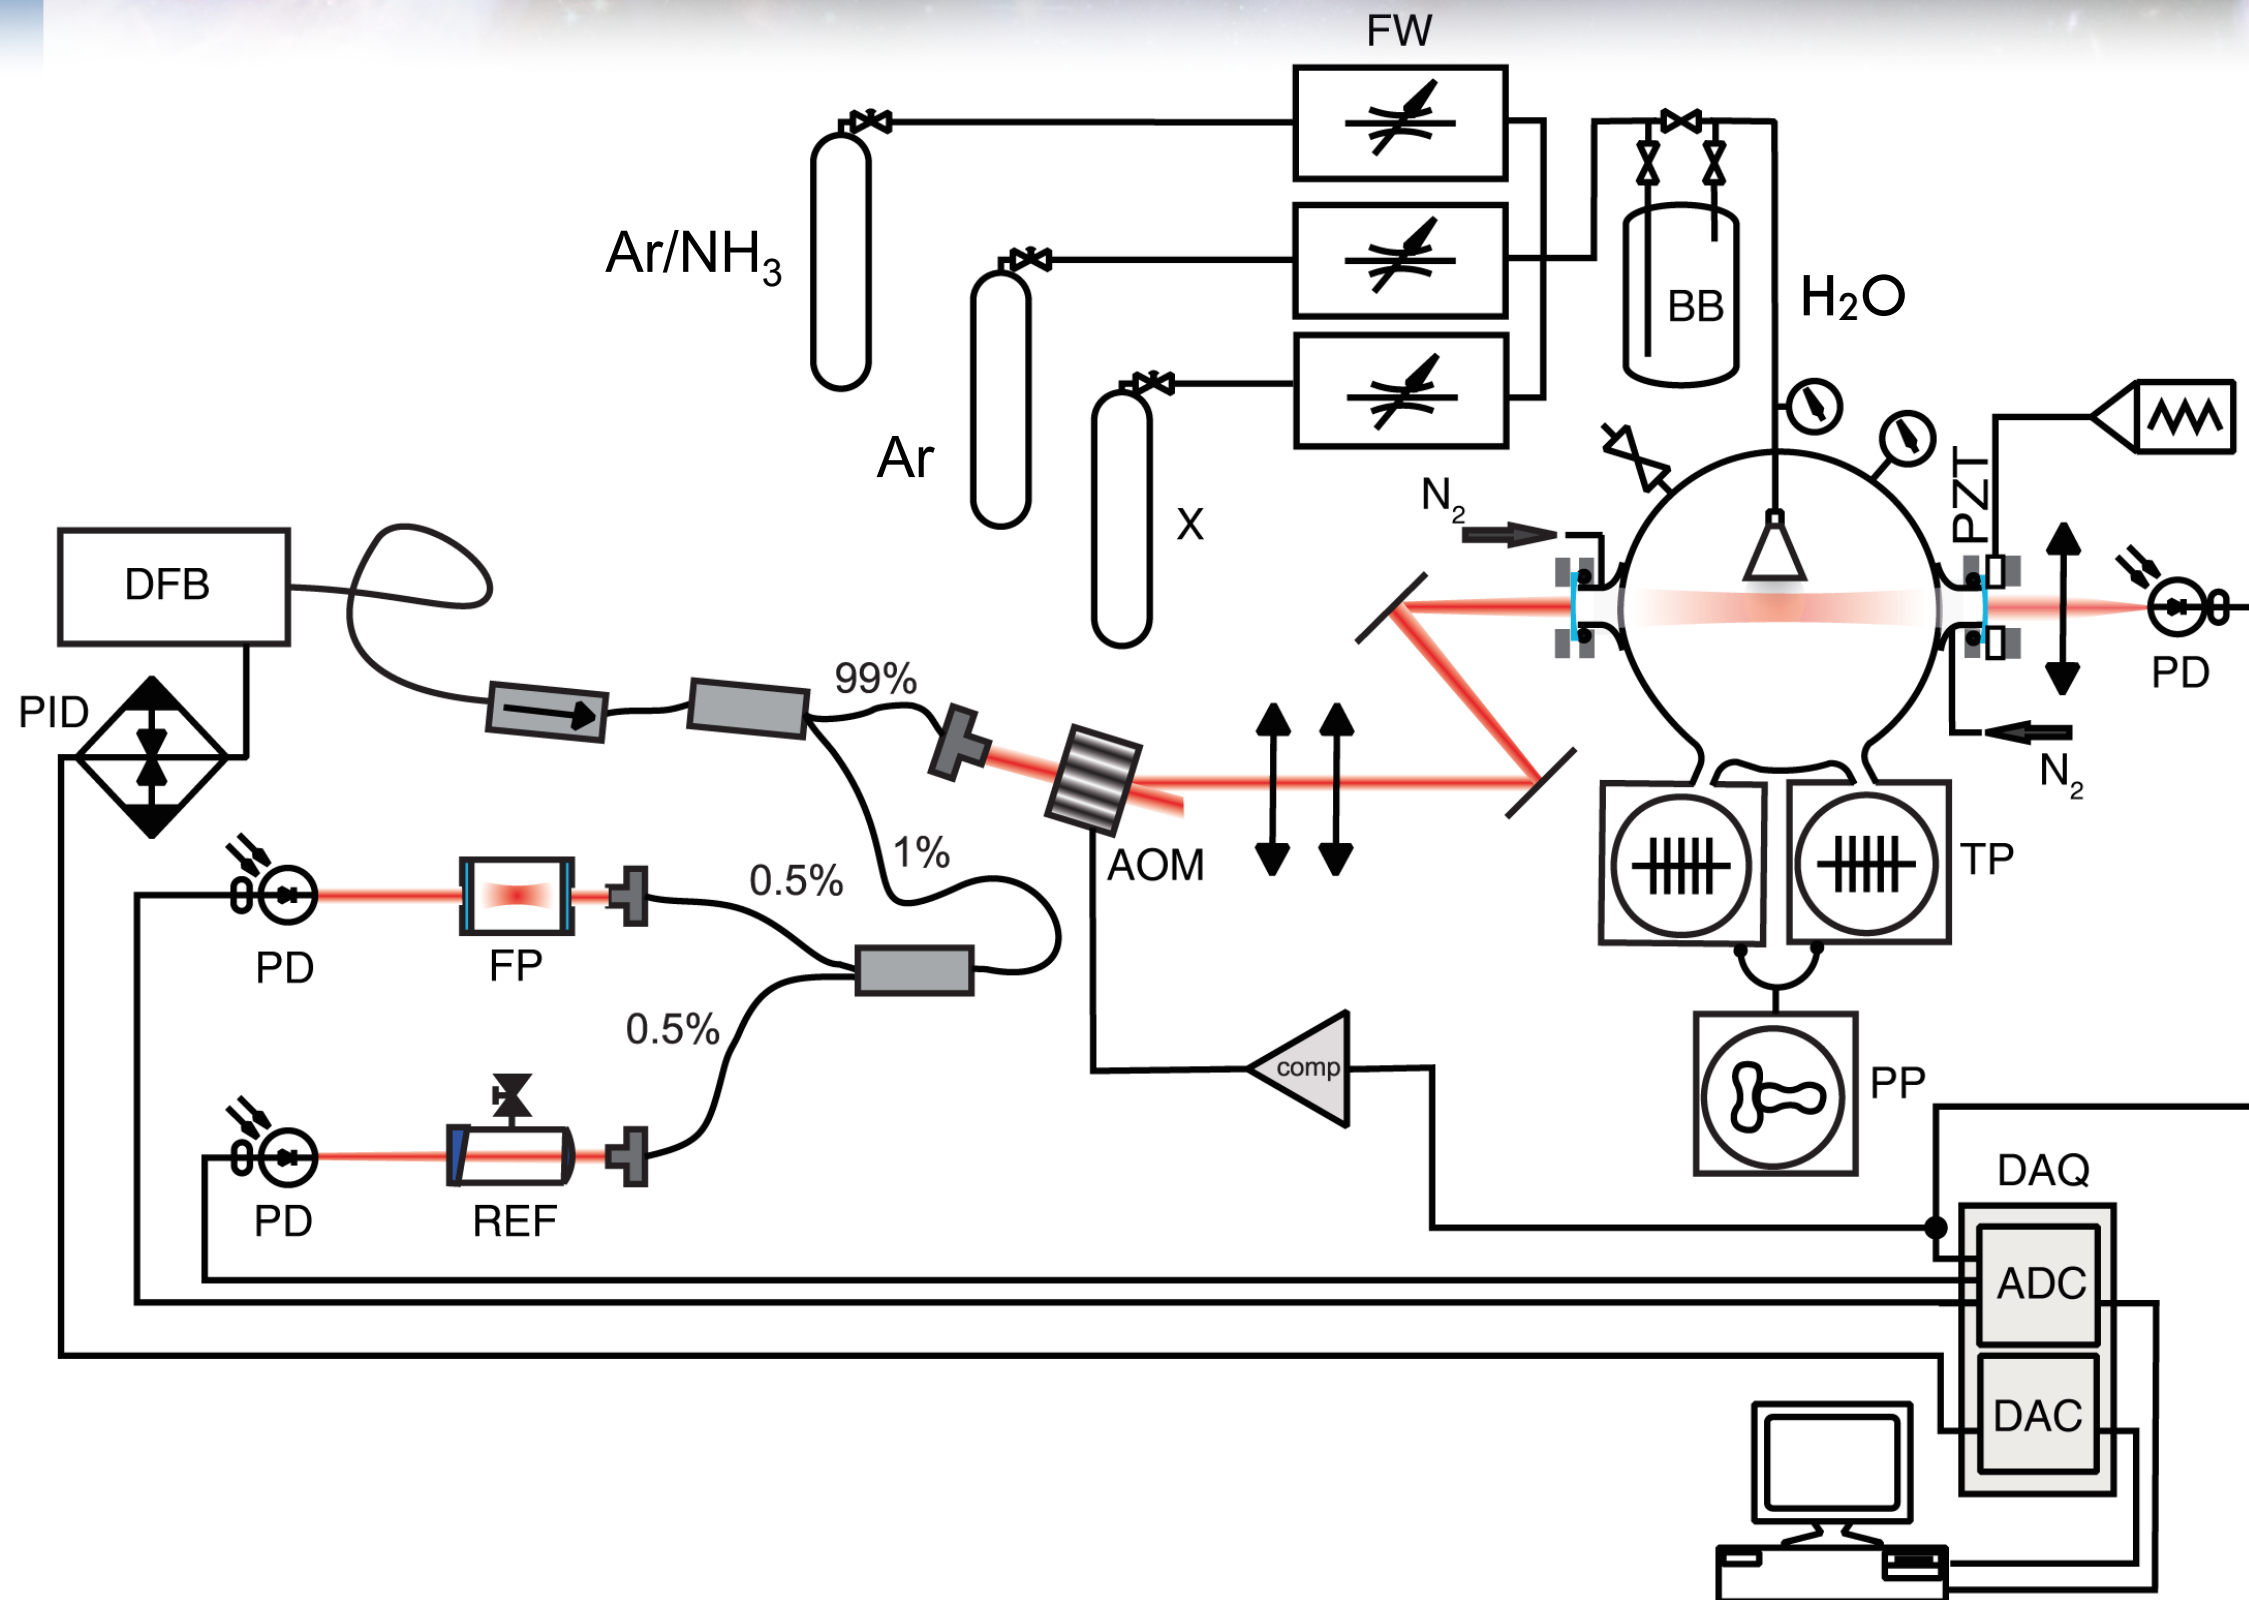 FW
Ar/NH₃
BB
H₂O
Ar
PZT
N₂
X
DFB
99%
PID
PD
N₂
1%
AOM
TP
0.5%
PD
FP
0.5%
comp
PP
DAQ
PD
REF
ADC
DAC